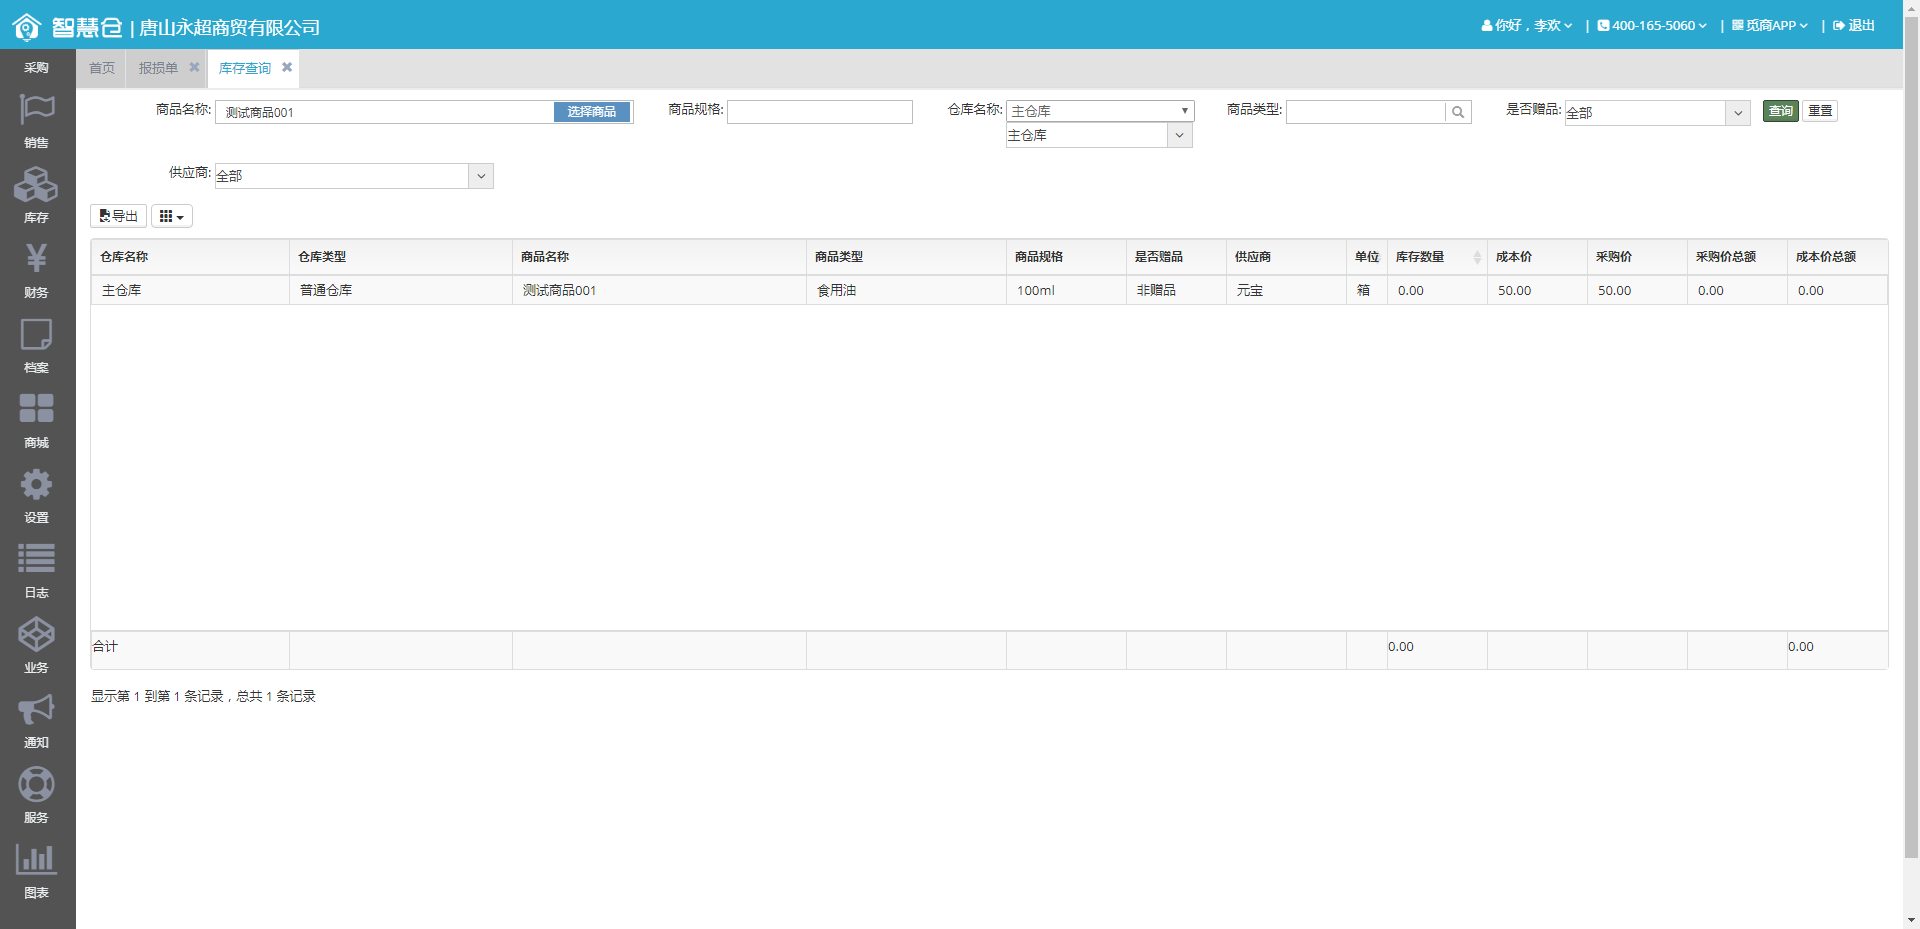 智慧仓 | 唐山永超商贸有限公司
你好，李欢 | 400-165-5060 | 觅商APP | 退出
采购
销售
库存
财务
档案
商城
设置
日志
业务
通知
服务
图表
首页 报损单 库存查询
商品名称: 测试商品001 选择商品 商品规格: 仓库名称: 主仓库 商品类型: 是否赠品: 全部 查询 重置
主仓库
供应商: 全部
导出
仓库名称 仓库类型 商品名称 商品类型 商品规格 是否赠品 供应商 单位 库存数量 成本价 采购价 采购价总额 成本价总额
主仓库 普通仓库 测试商品001 食用油 100ml 非赠品 元宝 箱 0.00 50.00 50.00 0.00 0.00
合计 0.00 0.00
显示第 1 到第 1 条记录，总共 1 条记录